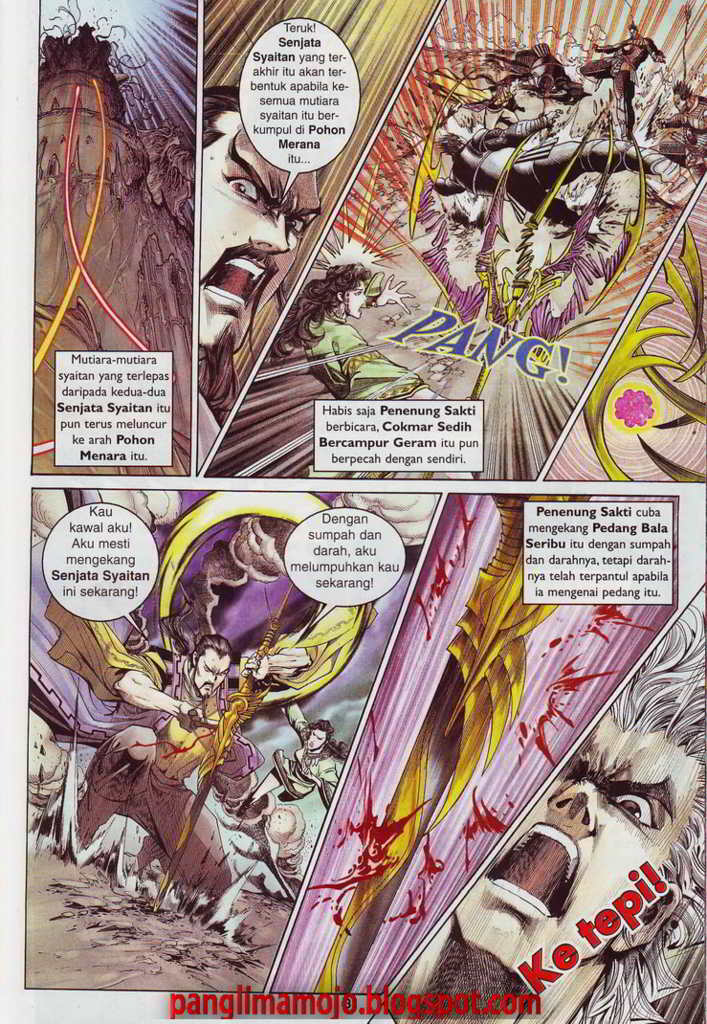 Teruk!
Senjata
Syaitan yang ter-
akhir itu akan ter-
bentuk apabila ke-
semua mutiara
syaitan itu ber-
kumpul di Pohon
Merana
itu...
Mutiara-mutiara
syaitan yang terlepas
daripada kedua-dua
Senjata Syaitan itu
pun terus meluncur
ke arah Pohon
Menara itu.
PANG!
Habis saja Penenung Sakti
berbicara, Cokmar Sedih
Bercampur Geram itu pun
berpecah dengan sendiri.
Kau
kawal aku!
Aku mesti
mengekang
Senjata Syaitan
ini sekarang!
Dengan
sumpah dan
darah, aku
melumpuhkan kau
sekarang!
Penenung Sakti cuba
mengekang Pedang Bala
Seribu itu dengan sumpah
dan darahnya, tetapi darah-
nya telah terpantul apabila
ia mengenai pedang itu.
Ke tepi!
panglimamojo.blogspot.com